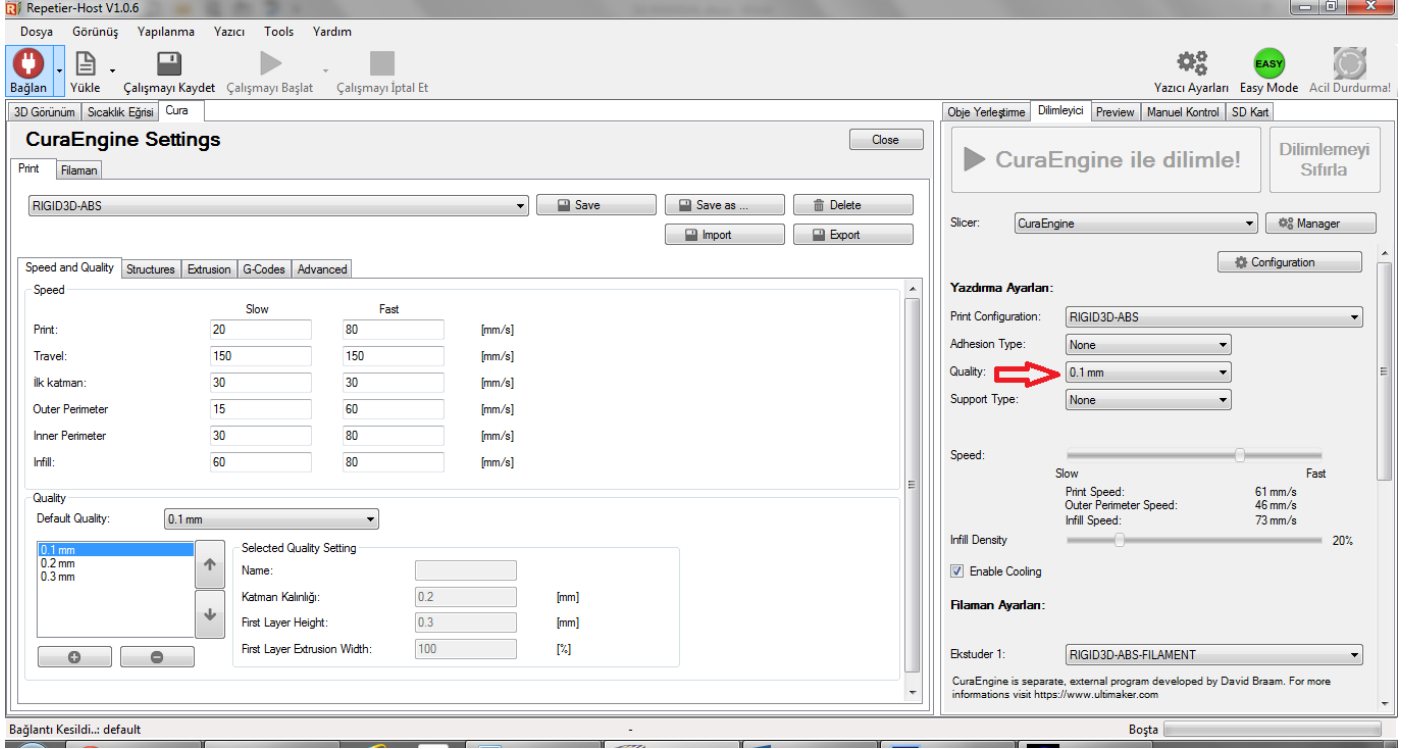 Repetier-Host V1.0.6
Dosya Görünüş Yapılanma Yazıcı Tools Yardım
EASY
Bağlan Yükle Çalışmayı Kaydet Çalışmayı Başlat Çalışmayı İptal Et Yazıcı Ayarları Easy Mode Acil Durdurma!
3D Görünüm Sıcaklık Eğrisi Cura
Obje Yerleştirme Dilimleyici Preview Manuel Kontrol SD Kart
CuraEngine Settings
Close
Print Filaman
RIGID3D-ABS Save Save as ... Delete
Import Export
Speed and Quality Structures Extrusion G-Codes Advanced
Speed
Slow Fast
Print: 20 80 [mm/s]
Travel: 150 150 [mm/s]
İlk katman: 30 30 [mm/s]
Outer Perimeter 15 60 [mm/s]
Inner Perimeter 30 80 [mm/s]
Infill: 60 80 [mm/s]
Quality
Default Quality: 0.1 mm
0.1 mm
0.2 mm
0.3 mm
Selected Quality Setting
Name:
Katman Kalınlığı: 0.2 [mm]
First Layer Height: 0.3 [mm]
First Layer Extrusion Width: 100 [%]
CuraEngine ile dilimle!
Dilimlemeyi
Sıfırla
Slicer: CuraEngine Manager
Configuration
Yazdırma Ayarları:
Print Configuration: RIGID3D-ABS
Adhesion Type: None
Quality: 0.1 mm
Support Type: None
Speed:
Slow Fast
Print Speed: 61 mm/s
Outer Perimeter Speed: 46 mm/s
Infill Speed: 73 mm/s
Infill Density 20%
Enable Cooling
Filaman Ayarları:
Ekstuder 1: RIGID3D-ABS-FILAMENT
CuraEngine is separate, external program developed by David Braam. For more
informations visit https://www.ultimaker.com
Bağlantı Kesildi..: default - Boşta